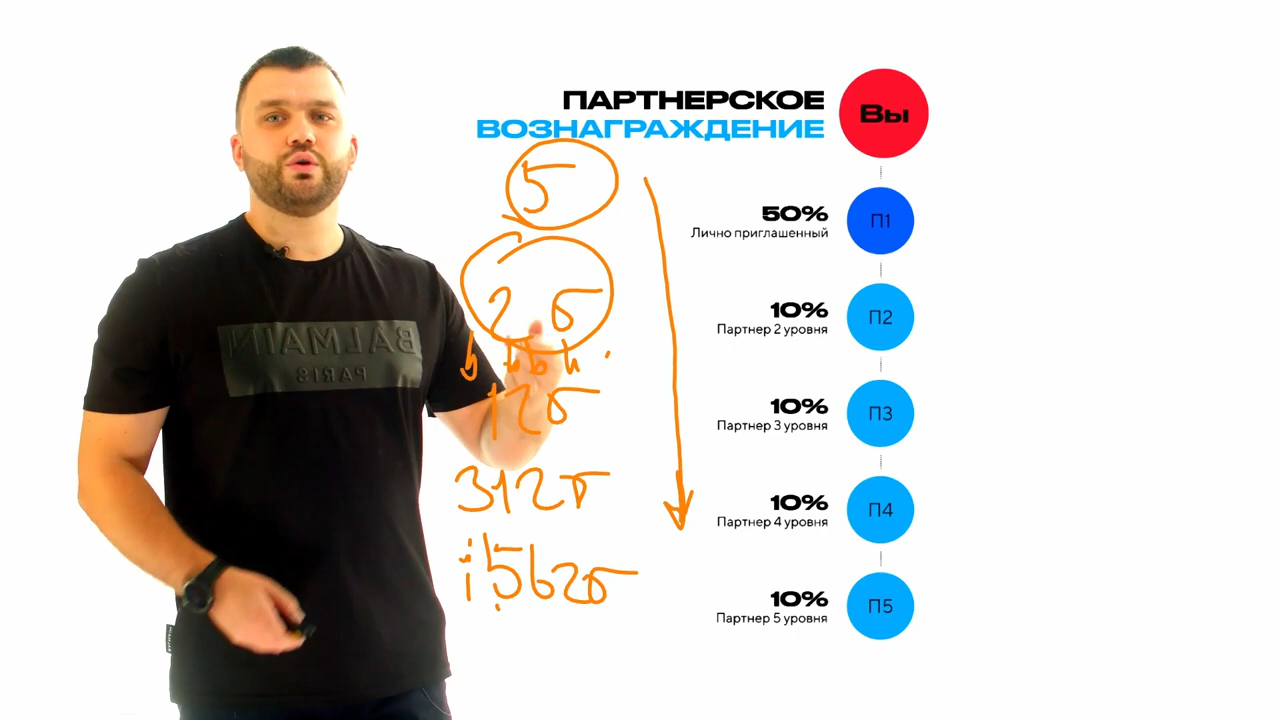 ПАРТНЕРСКОЕ
ВОЗНАГРАЖДЕНИЕ
Вы
5
50%
Лично приглашенный
П1
25
10%
Партнер 2 уровня
П2
BALMAIN
PARIS
125
10%
Партнер 3 уровня
П3
3125
10%
Партнер 4 уровня
П4
15625
10%
Партнер 5 уровня
П5